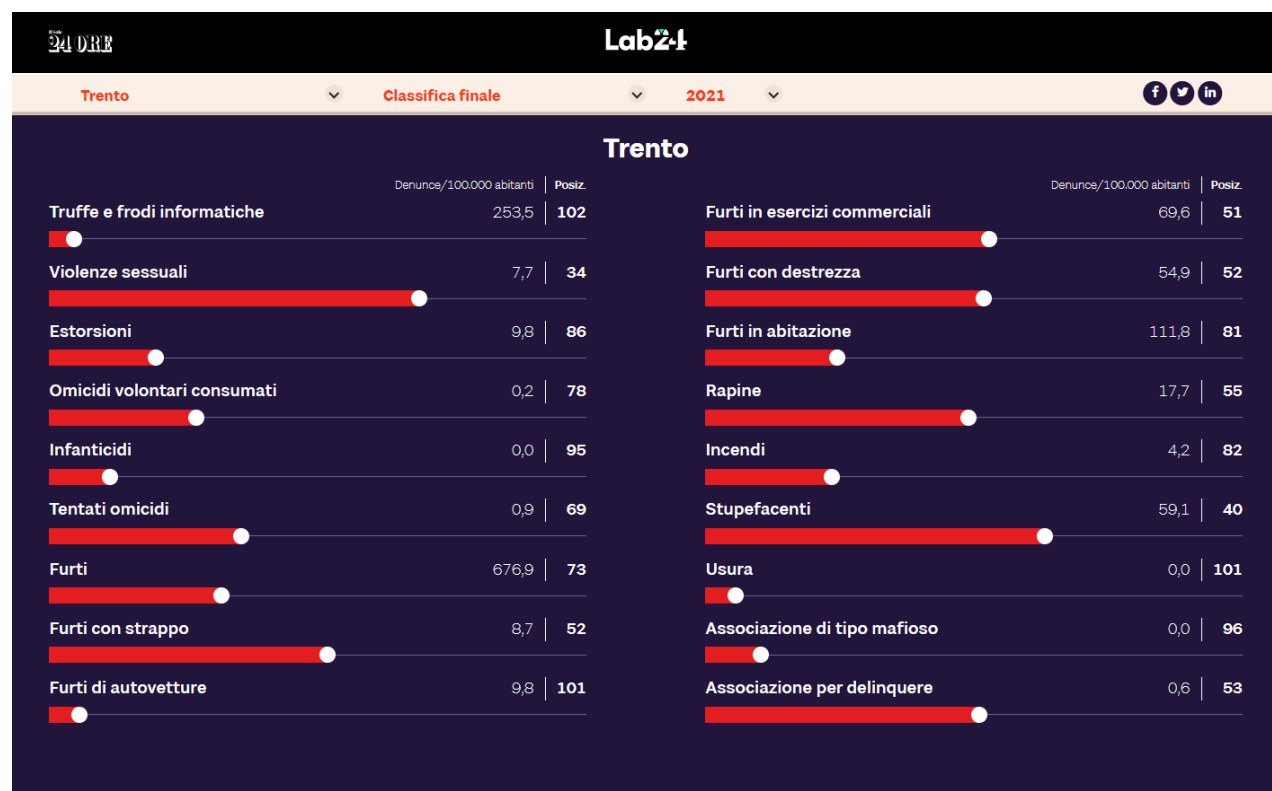 Il Sole
24 ORE
Lab24
Trento
Classifica finale
2021
Trento
Denunce/100.000 abitanti Posiz.
Truffe e frodi informatiche 253,5 102
Violenze sessuali 7,7 34
Estorsioni 9,8 86
Omicidi volontari consumati 0,2 78
Infanticidi 0,0 95
Tentati omicidi 0,9 69
Furti 676,9 73
Furti con strappo 8,7 52
Furti di autovetture 9,8 101
Denunce/100.000 abitanti Posiz.
Furti in esercizi commerciali 69,6 51
Furti con destrezza 54,9 52
Furti in abitazione 111,8 81
Rapine 17,7 55
Incendi 4,2 82
Stupefacenti 59,1 40
Usura 0,0 101
Associazione di tipo mafioso 0,0 96
Associazione per delinquere 0,6 53